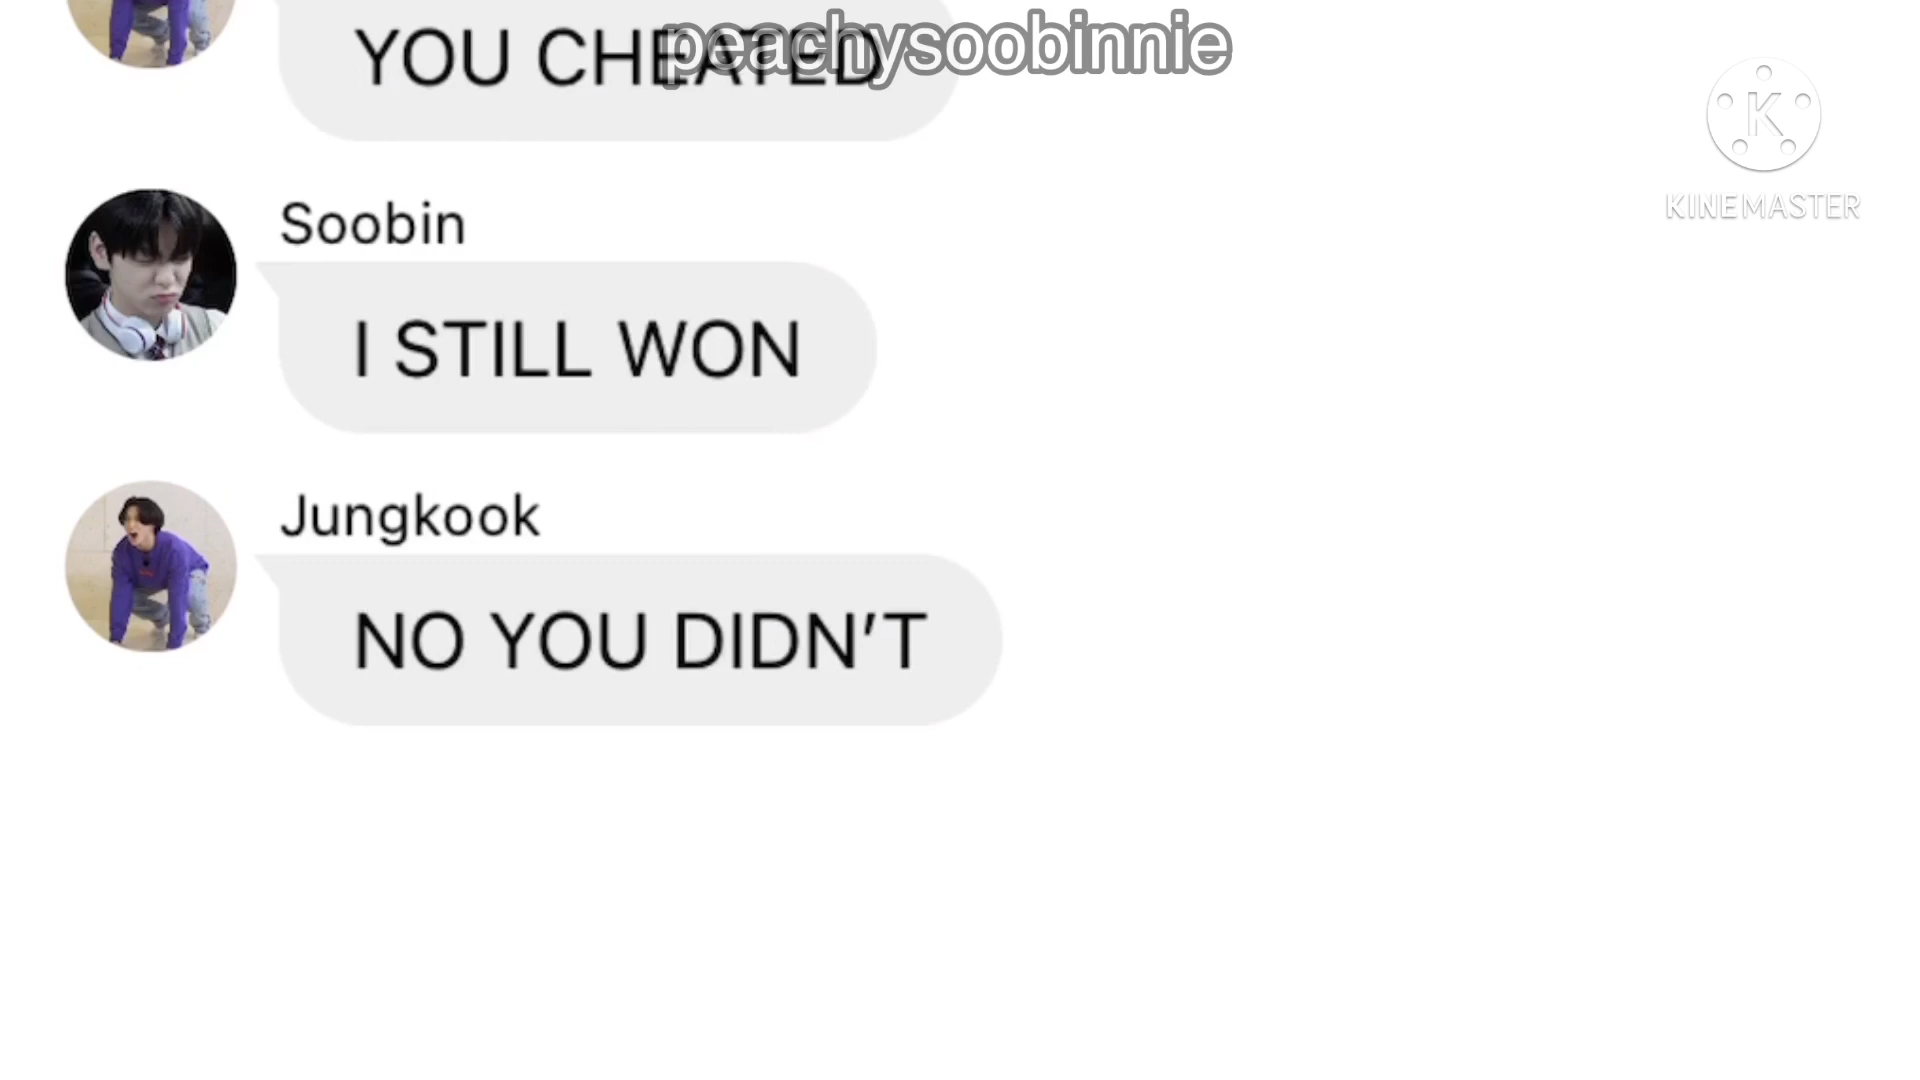 peachysoobinnie
YOU CHEATED
K
KINEMASTER
Soobin
I STILL WON
Jungkook
NO YOU DIDN'T